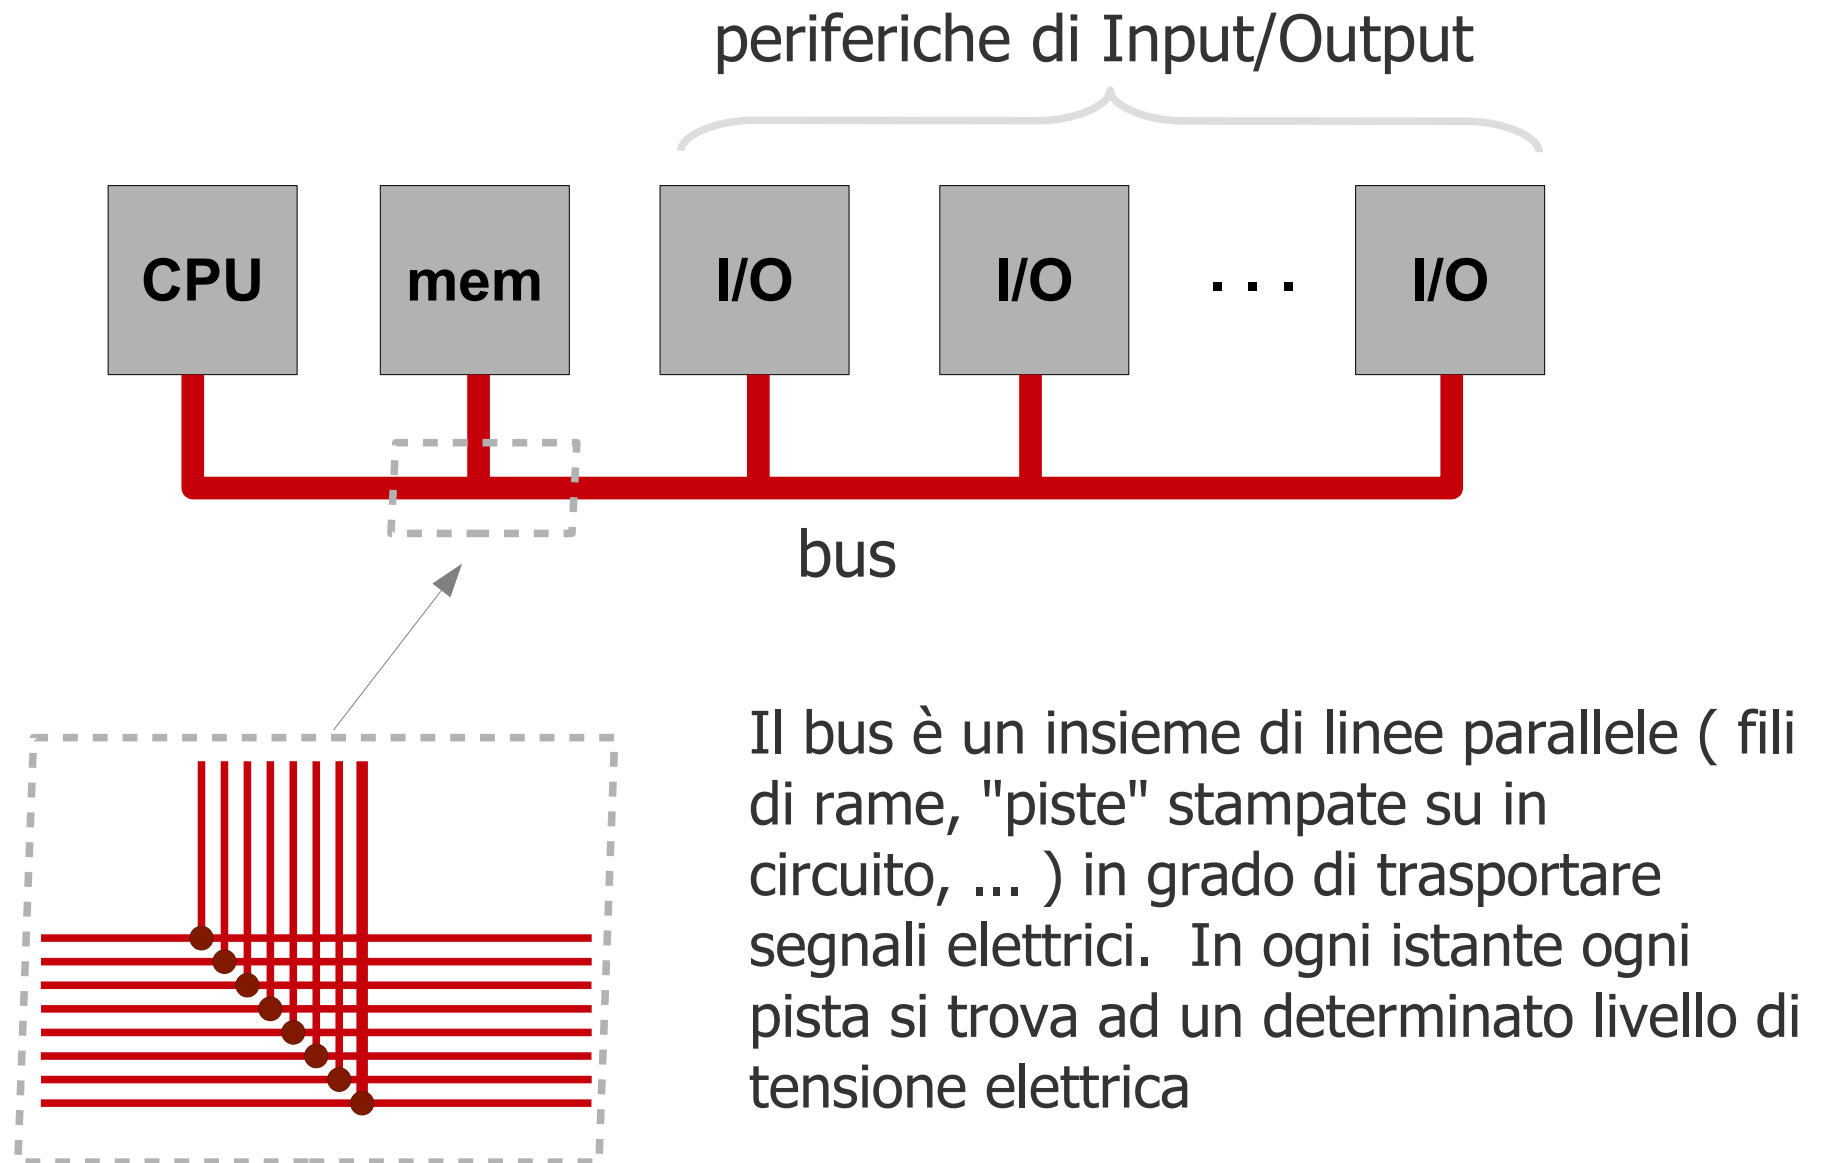 periferiche di Input/Output
CPU mem I/O I/O . . . I/O
bus
Il bus è un insieme di linee parallele ( fili
di rame, "piste" stampate su in
circuito, ... ) in grado di trasportare
segnali elettrici.  In ogni istante ogni
pista si trova ad un determinato livello di
tensione elettrica